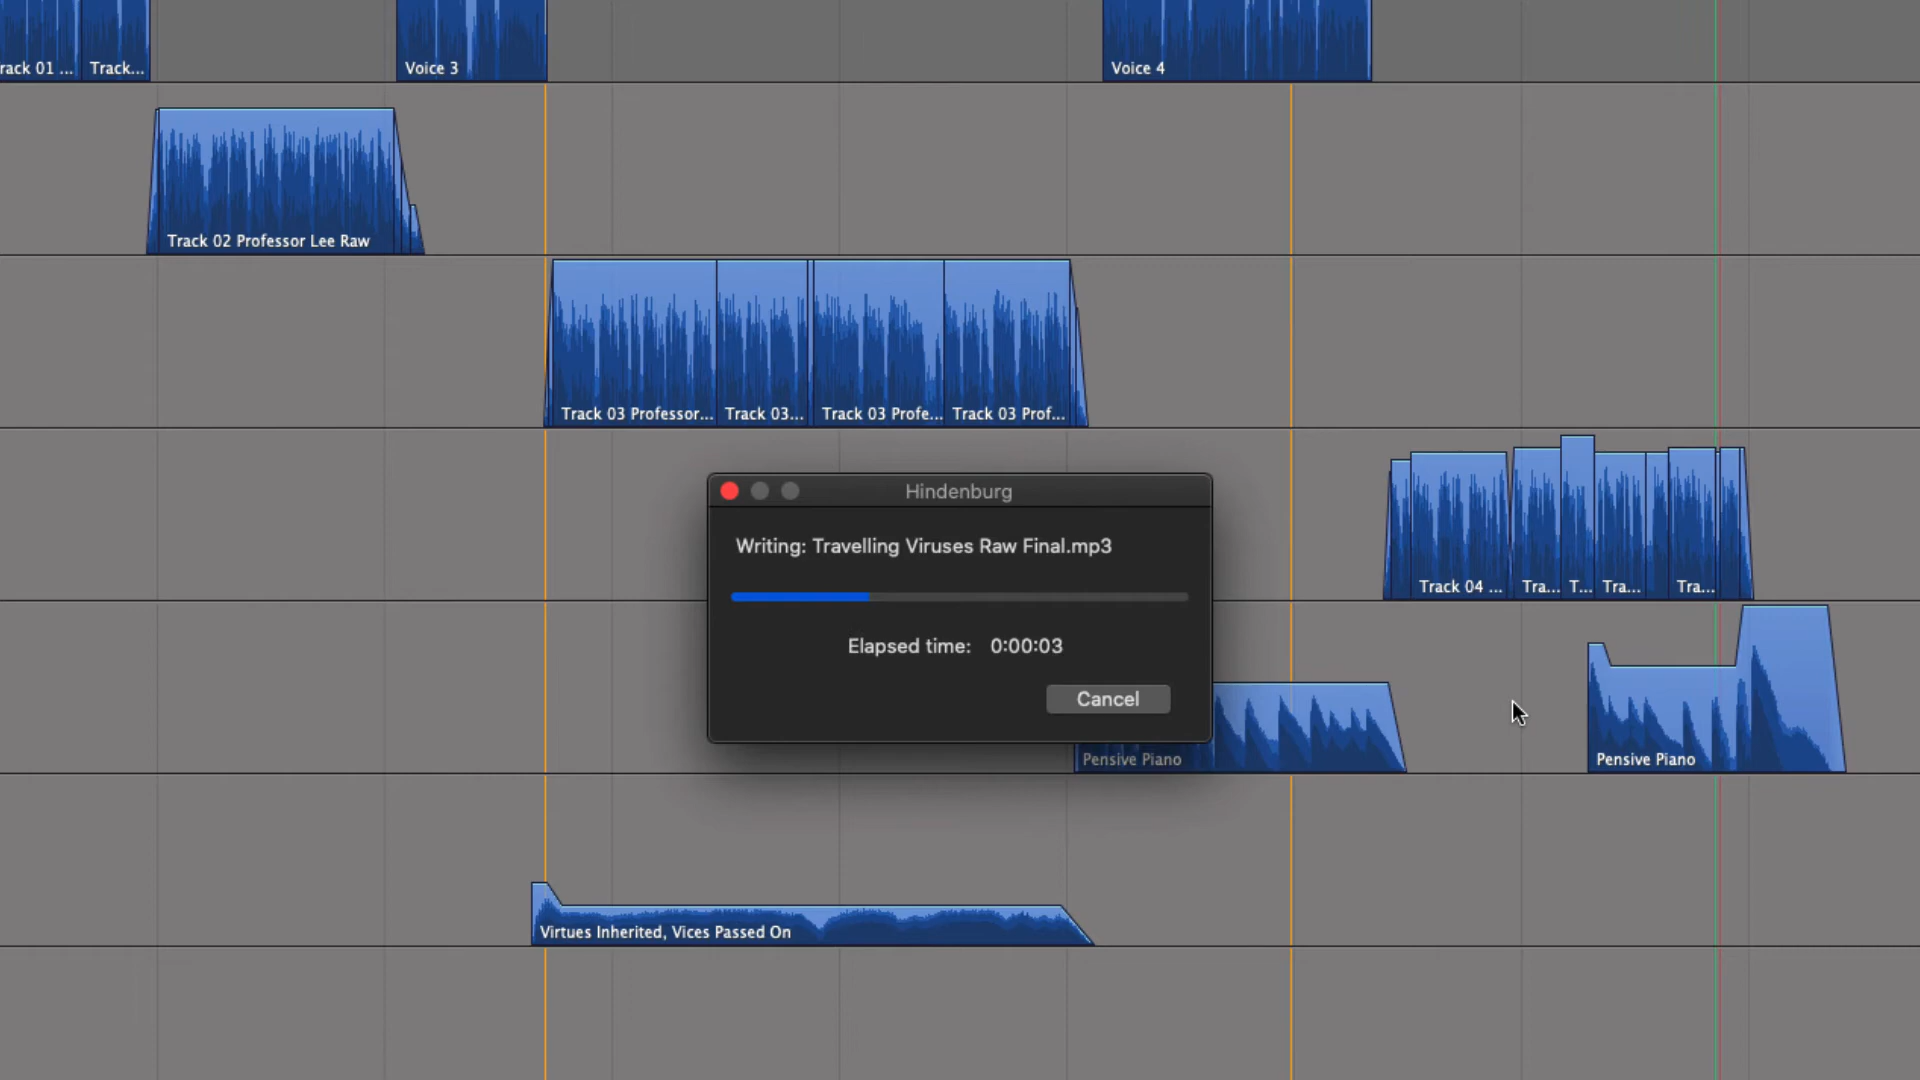 rack 01 ...
Track...
Voice 3
Voice 4
Track 02 Professor Lee Raw
Track 03 Professor...
Track 03...
Track 03 Profe...
Track 03 Prof...
Hindenburg
Writing: Travelling Viruses Raw Final.mp3
Elapsed time: 0:00:03
Cancel
Track 04 ...
Tra...
T...
Tra...
Tra...
Pensive Piano
Pensive Piano
Virtues Inherited, Vices Passed On